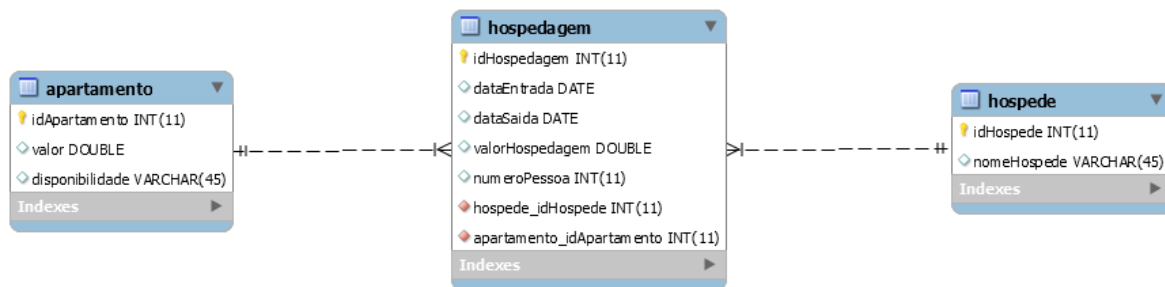 apartamento
idApartamento INT(11)
valor DOUBLE
disponibilidade VARCHAR(45)
Indexes
hospedagem
idHospedagem INT(11)
dataEntrada DATE
dataSaida DATE
valorHospedagem DOUBLE
numeroPessoa INT(11)
hospede_idHospede INT(11)
apartamento_idApartamento INT(11)
Indexes
hospede
idHospede INT(11)
nomeHospede VARCHAR(45)
Indexes